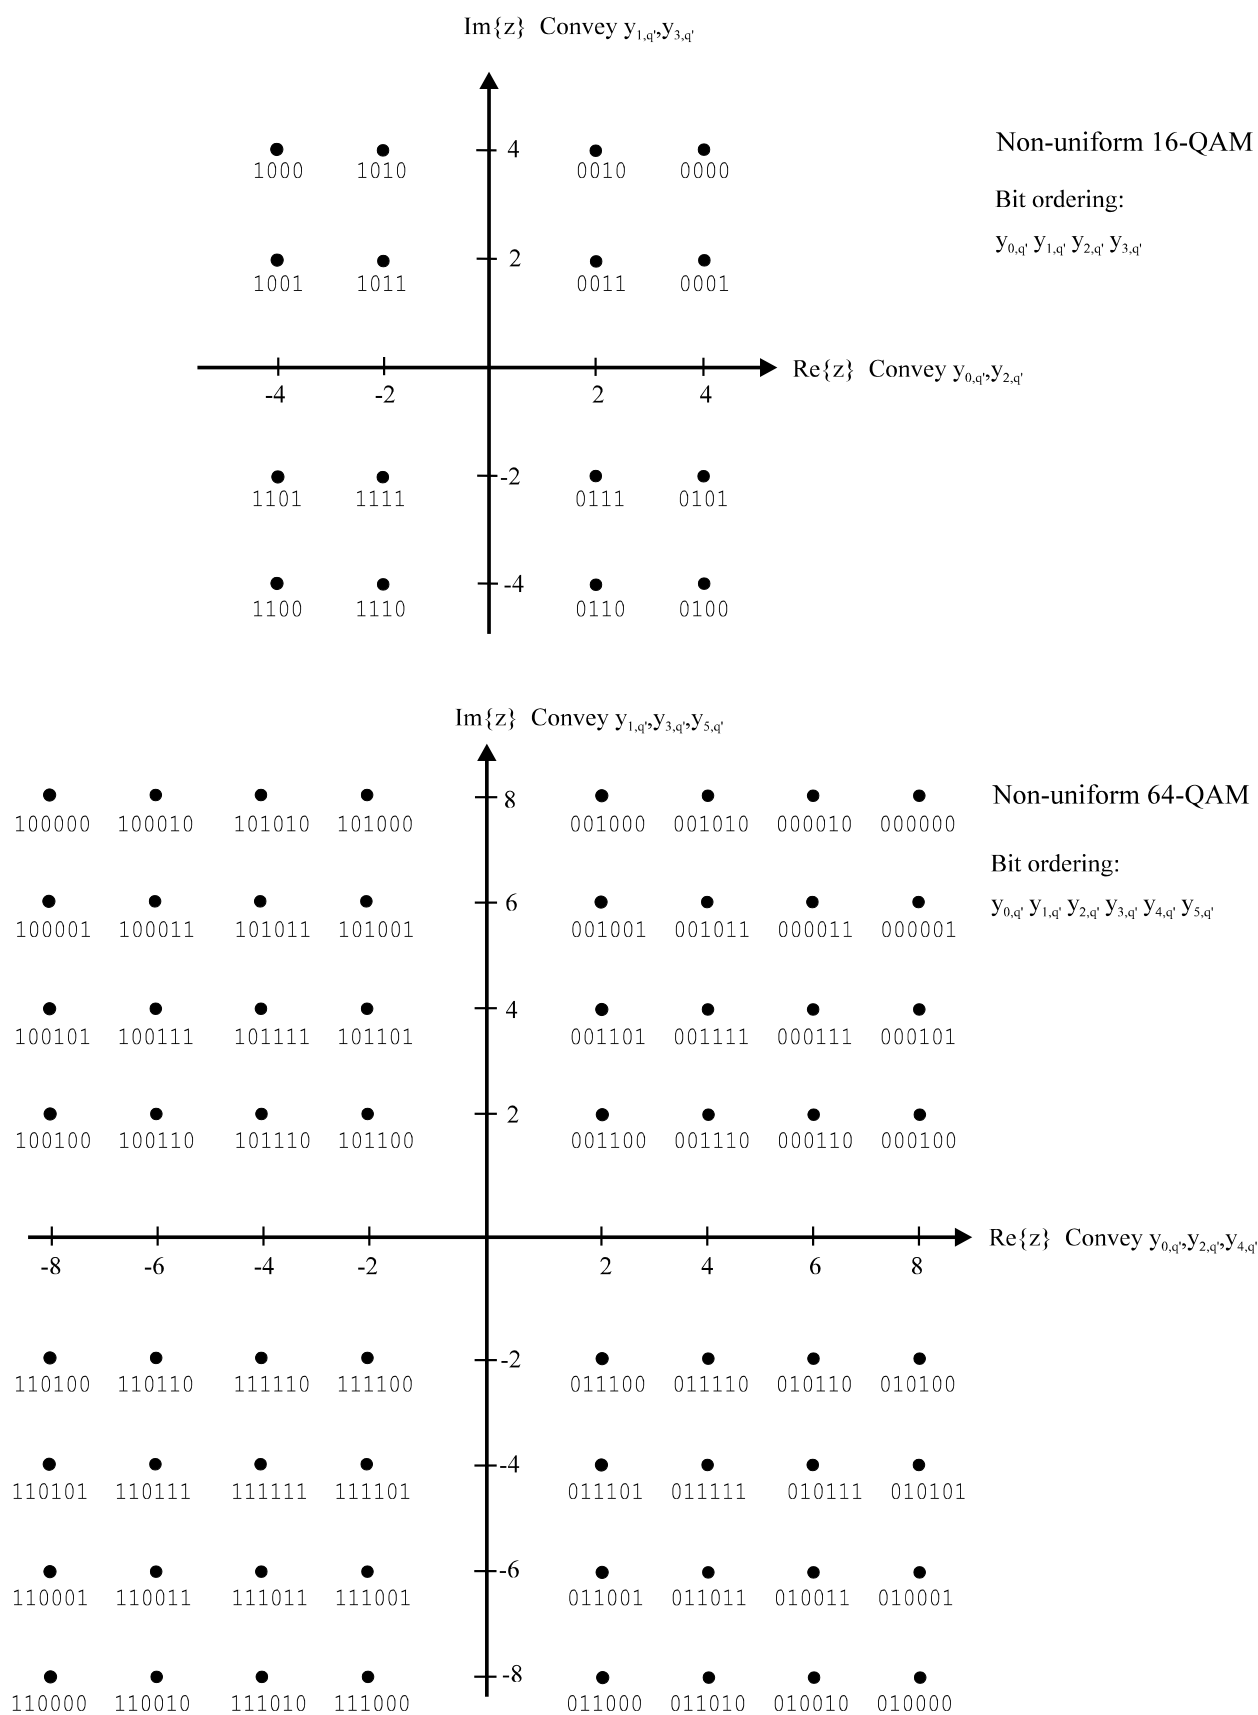 Im{z} Convey y1,q',y3,q'
4
Non-uniform 16-QAM
1000 1010 0010 0000
Bit ordering:
y0,q' y1,q' y2,q' y3,q'
2
1001 1011 0011 0001
Re{z} Convey y0,q',y2,q'
-4 -2 2 4
-2
1101 1111 0111 0101
-4
1100 1110 0110 0100
Im{z} Convey y1,q',y3,q',y5,q'
8
Non-uniform 64-QAM
100000 100010 101010 101000 001000 001010 000010 000000
Bit ordering:
y0,q' y1,q' y2,q' y3,q' y4,q' y5,q'
6
100001 100011 101011 101001 001001 001011 000011 000001
4
100101 100111 101111 101101 001101 001111 000111 000101
2
100100 100110 101110 101100 001100 001110 000110 000100
Re{z} Convey y0,q',y2,q',y4,q'
-8 -6 -4 -2 2 4 6 8
-2
110100 110110 111110 111100 011100 011110 010110 010100
-4
110101 110111 111111 111101 011101 011111 010111 010101
-6
110001 110011 111011 111001 011001 011011 010011 010001
-8
110000 110010 111010 111000 011000 011010 010010 010000